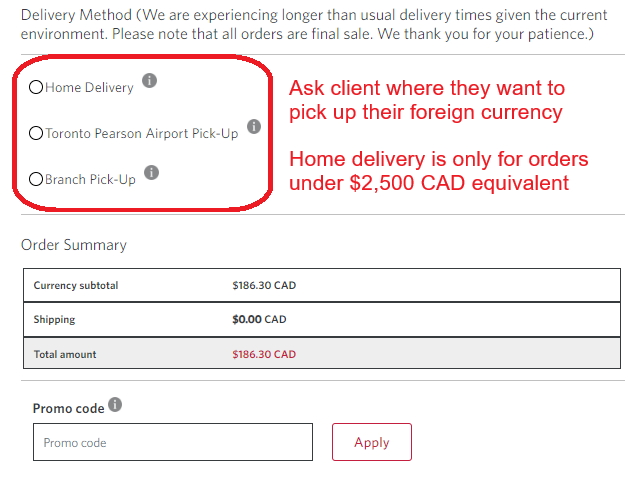 Delivery Method (We are experiencing longer than usual delivery times given the current
environment. Please note that all orders are final sale. We thank you for your patience.)
Home Delivery i
Toronto Pearson Airport Pick-Up i
Branch Pick-Up i
Ask client where they want to
pick up their foreign currency
Home delivery is only for orders
under $2,500 CAD equivalent
Order Summary
Currency subtotal $186.30 CAD
Shipping $0.00 CAD
Total amount $186.30 CAD
Promo code i
Promo code
Apply